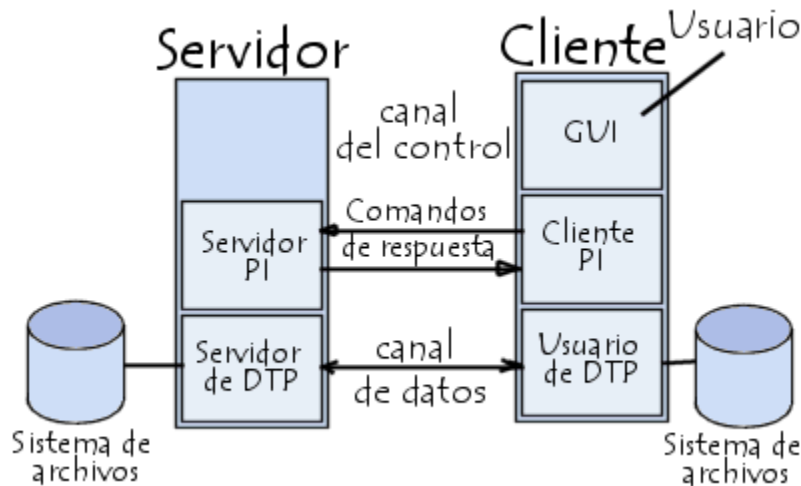 Servidor
Cliente
Usuario
canal
del control
GUI
Comandos
de respuesta
Servidor
PI
Cliente
PI
Servidor
de DTP
canal
de datos
Usuario
de DTP
Sistema de
archivos
Sistema de
archivos